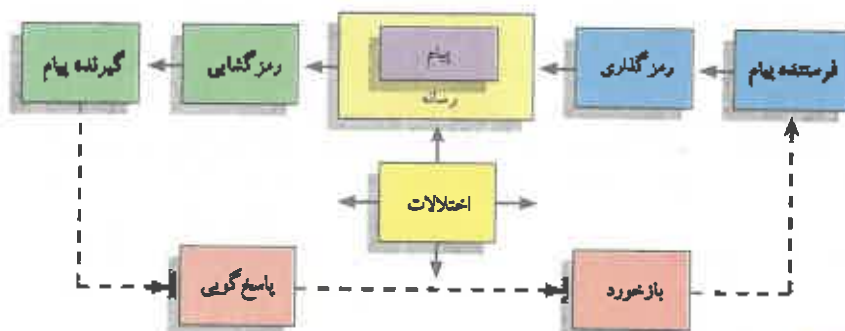 فرستنده پیام
رمزگذاری
پیام
رسانه
رمزگشایی
گیرنده پیام
اختلالات
پاسخ‌گویی
بازخورد